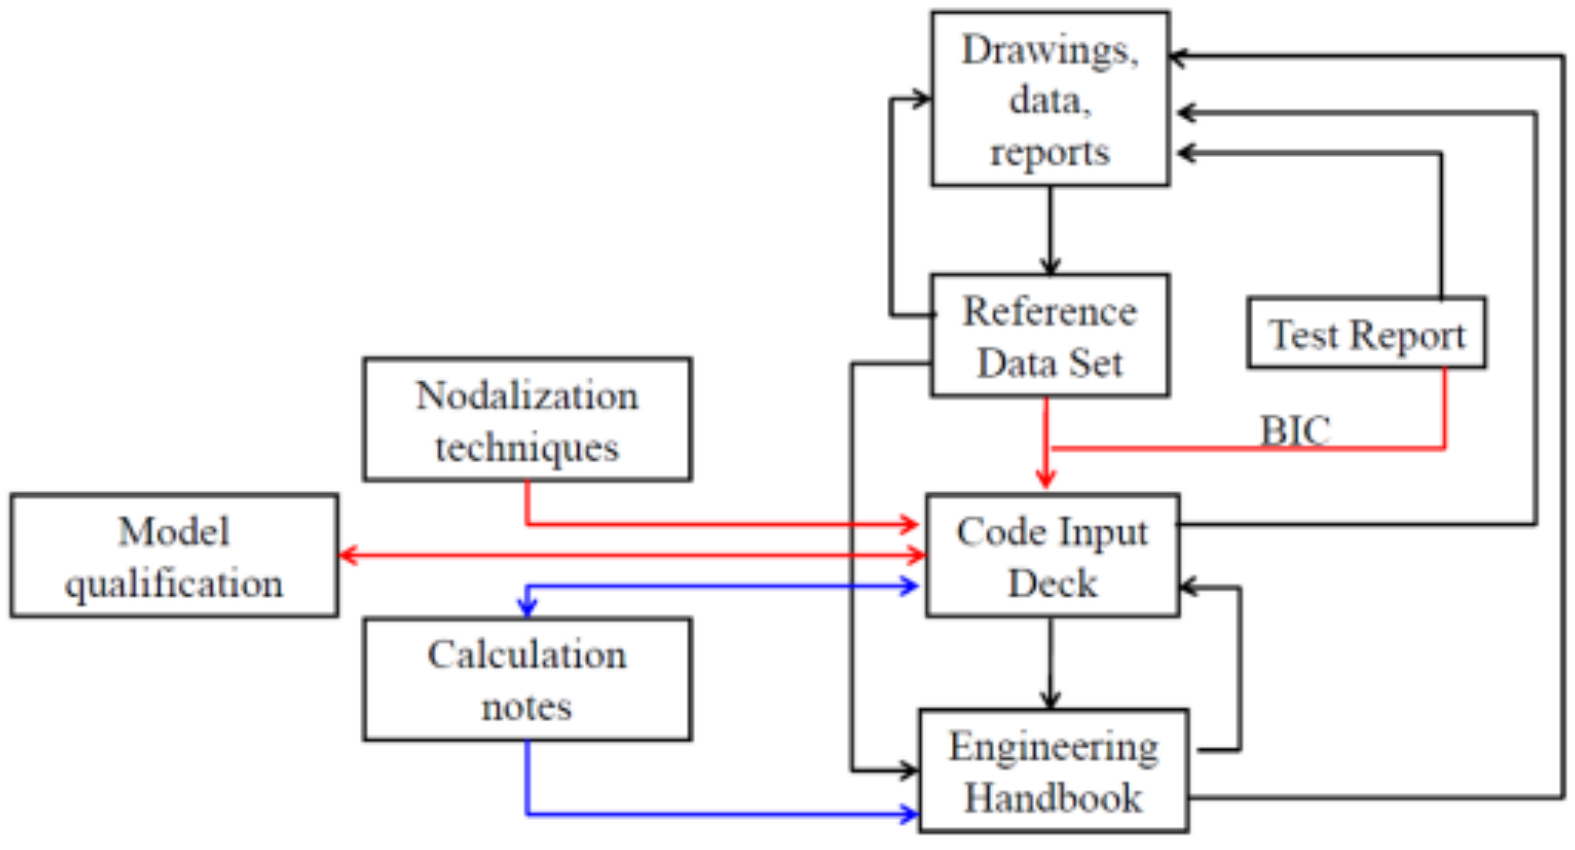 Drawings,
data,
reports
Reference
Data Set
Test Report
BIC
Nodalization
techniques
Model
qualification
Code Input
Deck
Calculation
notes
Engineering
Handbook